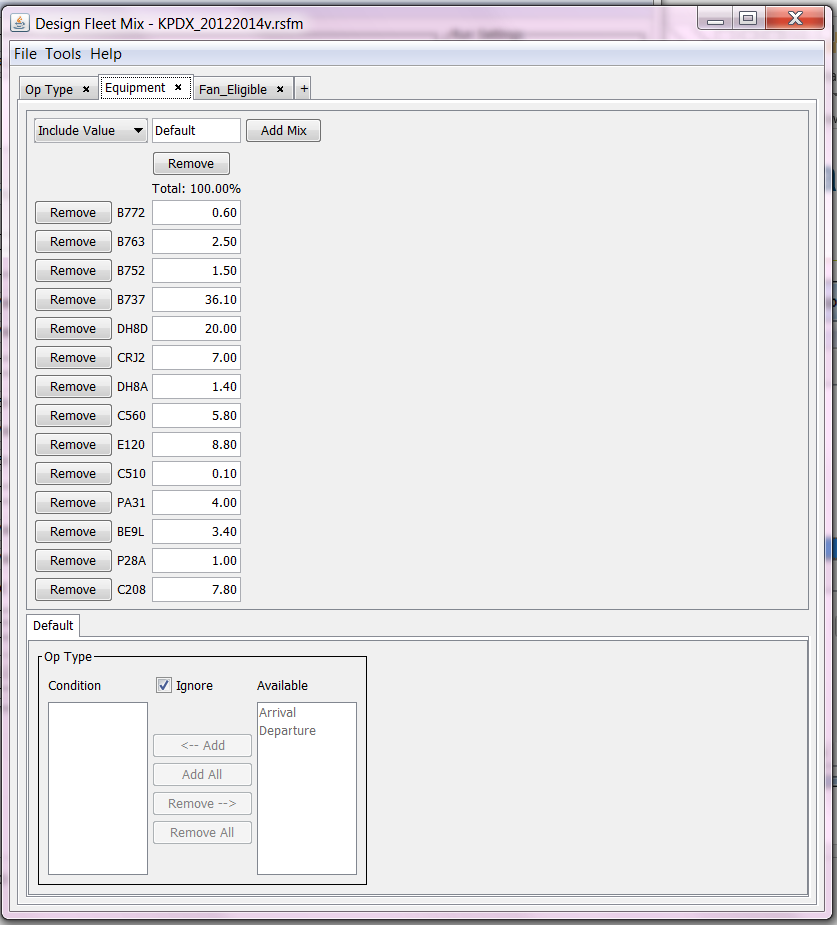 Design Fleet Mix - KPDX_20122014v.rsfm
File Tools Help
Op Type × Equipment × Fan_Eligible × +
Include Value Default Add Mix
Remove
Total: 100.00%
Remove B772 0.60
Remove B763 2.50
Remove B752 1.50
Remove B737 36.10
Remove DH8D 20.00
Remove CRJ2 7.00
Remove DH8A 1.40
Remove C560 5.80
Remove E120 8.80
Remove C510 0.10
Remove PA31 4.00
Remove BE9L 3.40
Remove P28A 1.00
Remove C208 7.80
Default
Op Type
Condition Ignore Available
Arrival
Departure
<-- Add
Add All
Remove -->
Remove All